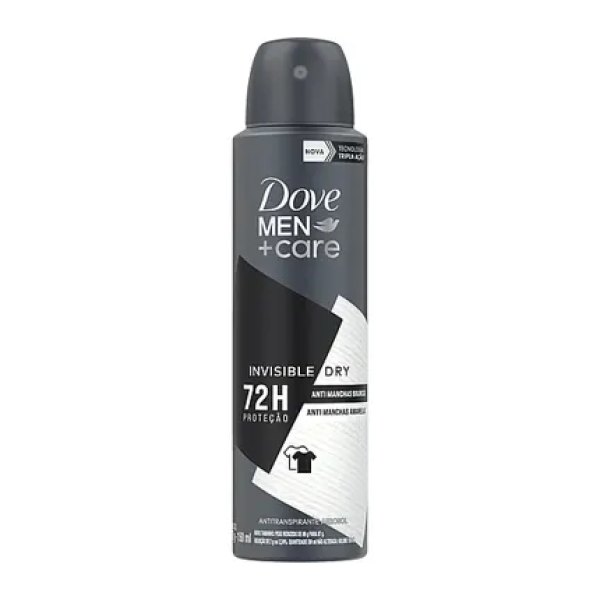 NOVA
TECNOLOGIA
TRIPLA AÇÃO
Dove
MEN
+care
INVISIBLE DRY
72H
PROTEÇÃO
ANTI MANCHAS BRANCAS
ANTI MANCHAS AMARELAS
ANTITRANSPIRANTE AEROSOL
150 ml